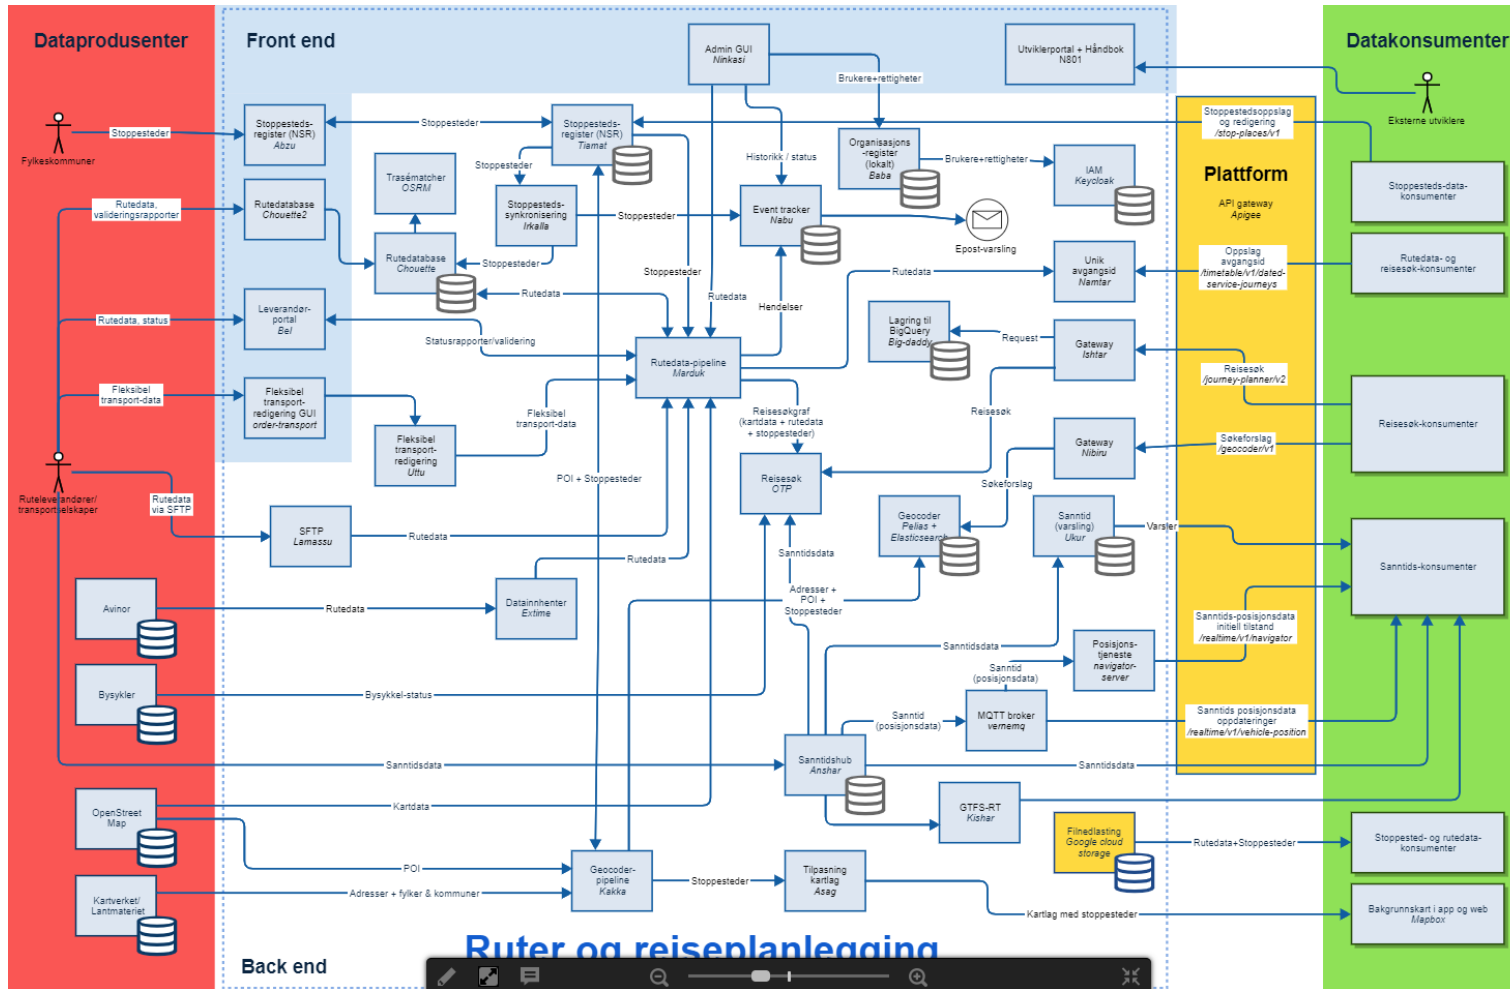 Dataprodusenter
Front end
Datakonsumenter
Admin GUI
Ninkasi
Utviklerportal + Håndbok
N801
Brukere+rettigheter
Fylkeskommuner
Stoppesteder
Stoppesteds-
register (NSR)
Abzu
Stoppesteder
Stoppesteds-
register (NSR)
Tiamat
Stoppestedsoppslag
og redigering
/stop-places/v1
Eksterne utviklere
Trasématcher
OSRM
Stoppesteder
Historikk / status
Organisasjons
-register
(lokalt)
Baba
Brukere+rettigheter
IAM
Keycloak
Plattform
API gateway
Apigee
Stoppesteds-data-
konsumenter
Rutedata,
valideringsrapporter
Rutedatabase
Chouette2
Stoppesteds-
synkronisering
Irkalla
Stoppesteder
Event tracker
Nabu
Epost-varsling
Rutedatabase
Chouette
Stoppesteder
Stoppesteder
Rutedata
Unik
avgangsid
Namtar
Oppslag
avgangsid
/timetable/v1/dated-
service-journeys
Rutedata- og
reisesøk-konsumenter
Rutedata
Rutedata
Hendelser
Rutedata, status
Leverandør-
portal
Bel
Statusrapporter/validering
Lagring til
BigQuery
Big-daddy
Request
Gateway
Ishtar
Rutedata-pipeline
Marduk
Reisesøk
/journey-planner/v2
Fleksibel
transport-data
Fleksibel
transport-
redigering GUI
order-transport
Fleksibel
transport-data
Reisesøkgraf
(kartdata + rutedata
+ stoppesteder)
Reisesøk
Reisesøk-konsumenter
Fleksibel
transport-
redigering
Uttu
Gateway
Nibiru
Søkeforslag
/geocoder/v1
Ruteleverandører/
transportselskaper
Rutedata
via SFTP
POI + Stoppesteder
Reisesøk
OTP
Søkeforslag
SFTP
Lamassu
Rutedata
Geocoder
Pelias +
Elasticsearch
Sanntid
(varsling)
Ukur
Varsler
Sanntids-konsumenter
Sanntidsdata
Rutedata
Avinor
Rutedata
Datainnhenter
Extime
Adresser +
POI +
Stoppesteder
Sanntidsdata
Sanntid
(posisjonsdata)
Posisjons-
tjeneste
navigator-
server
Sanntids-posisjonsdata
initiell tilstand
/realtime/v1/navigator
Bysykler
Bysykkel-status
Sanntid
(posisjonsdata)
MQTT broker
vernemq
Sanntids posisjonsdata
oppdateringer
/realtime/v1/vehicle-position
Sanntidsdata
Sanntidshub
Anshar
Sanntidsdata
OpenStreet
Map
Kartdata
GTFS-RT
Kishar
Filnedlasting
Google cloud
storage
Rutedata+Stoppesteder
Stoppested- og rutedata-
konsumenter
POI
Geocoder-
pipeline
Kakka
Stoppesteder
Tilpasning
kartlag
Asag
Kartverket/
Lantmateriet
Adresser + fylker & kommuner
Kartlag med stoppesteder
Bakgrunnskart i app og web
Mapbox
Ruter og reiseplanlegging
Back end